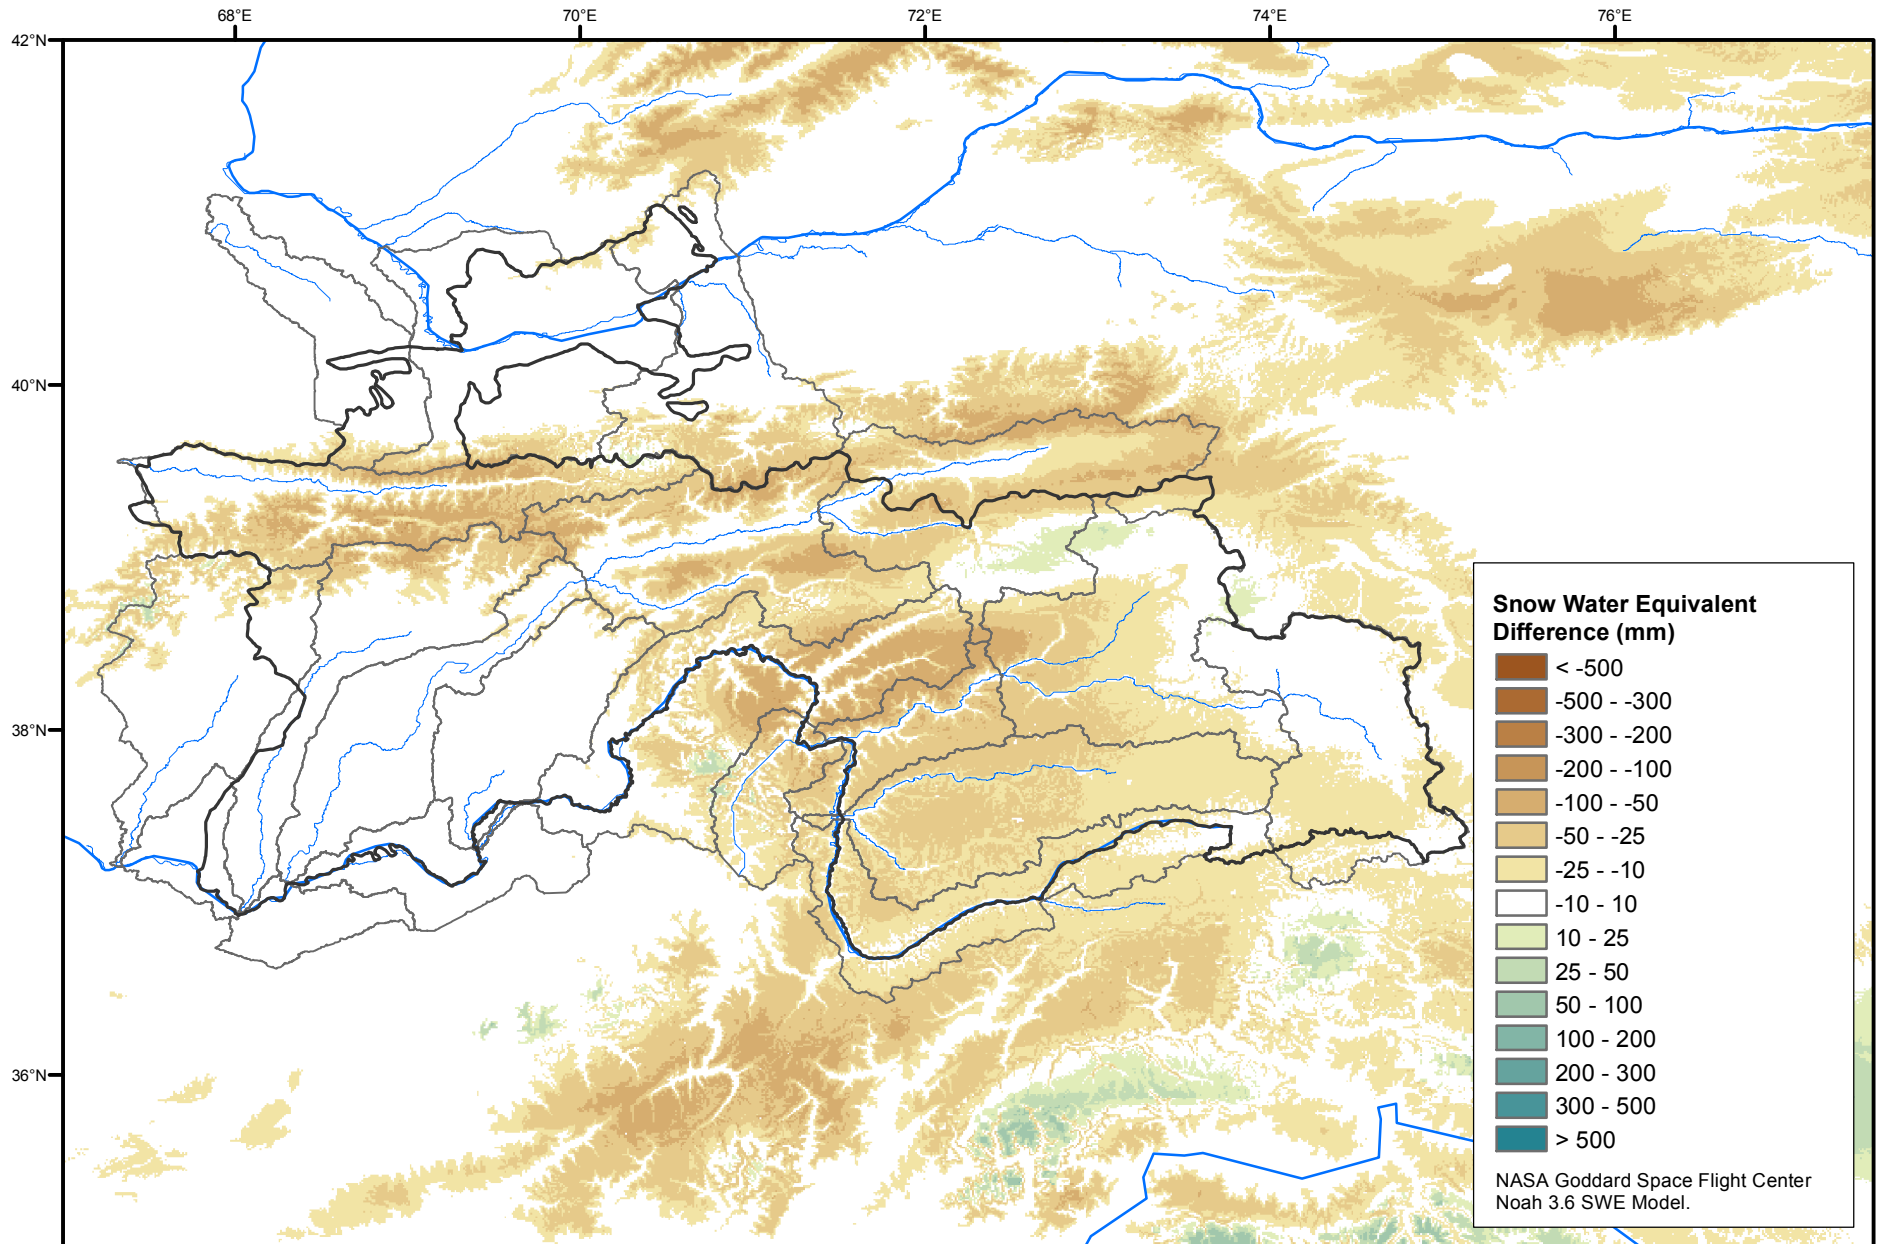 68°E
70°E
72°E
74°E
76°E
42°N
40°N
38°N
36°N
Snow Water Equivalent
Difference (mm)
< -500
-500 - -300
-300 - -200
-200 - -100
-100 - -50
-50 - -25
-25 - -10
-10 - 10
10 - 25
25 - 50
50 - 100
100 - 200
200 - 300
300 - 500
> 500
NASA Goddard Space Flight Center
Noah 3.6 SWE Model.